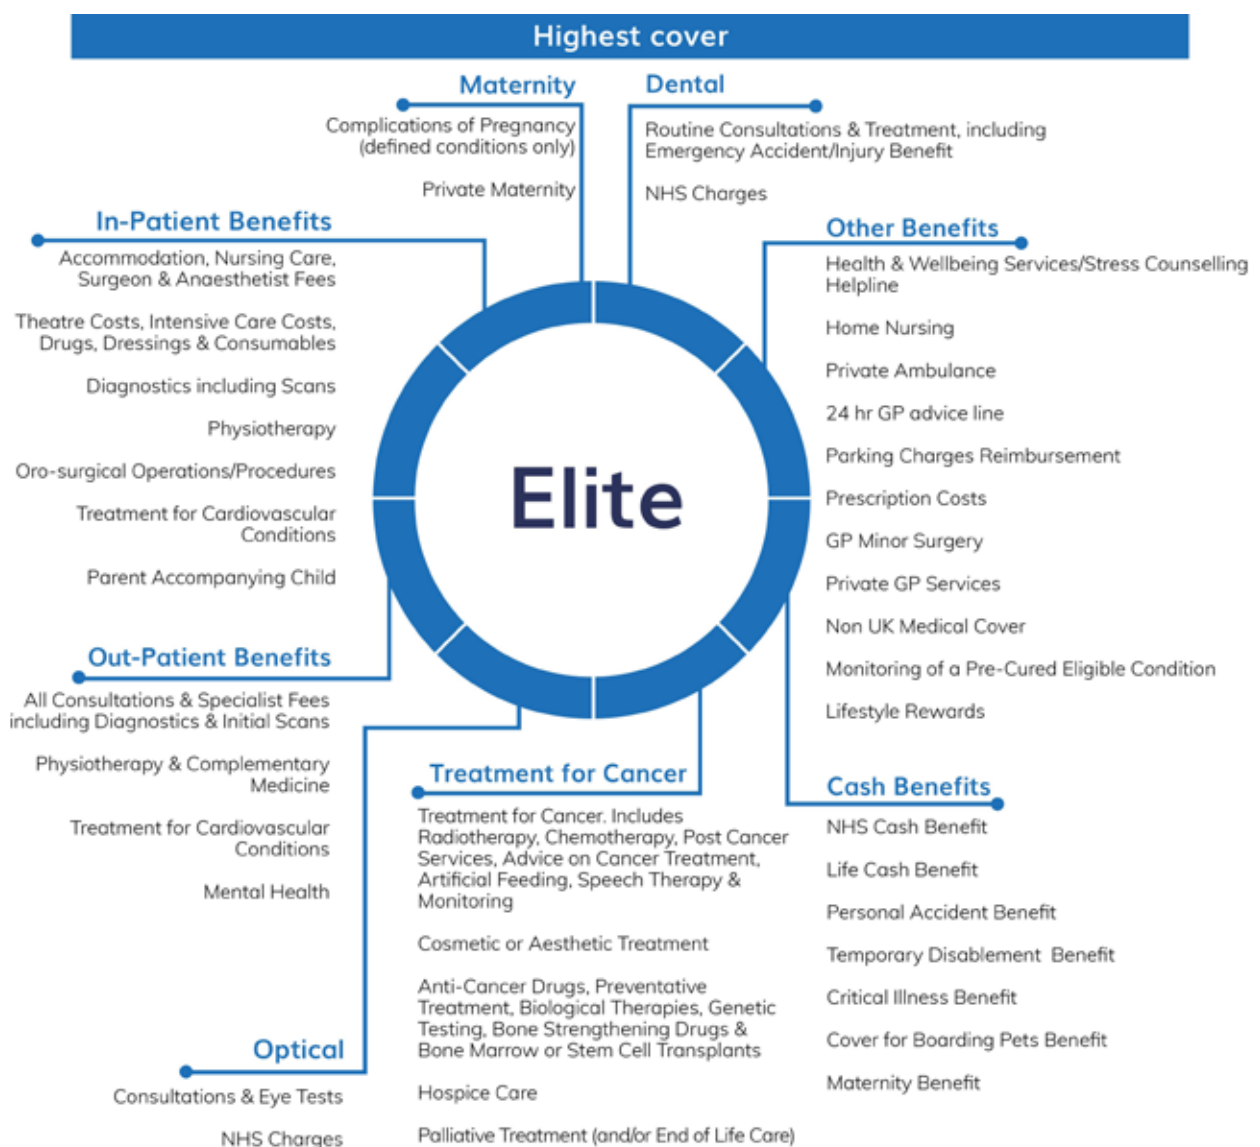 Highest cover
Maternity
Complications of Pregnancy
(defined conditions only)
Private Maternity
Dental
Routine Consultations & Treatment, including
Emergency Accident/Injury Benefit
NHS Charges
In-Patient Benefits
Accommodation, Nursing Care,
Surgeon & Anaesthetist Fees
Theatre Costs, Intensive Care Costs,
Drugs, Dressings & Consumables
Diagnostics including Scans
Physiotherapy
Oro-surgical Operations/Procedures
Treatment for Cardiovascular
Conditions
Parent Accompanying Child
Other Benefits
Health & Wellbeing Services/Stress Counselling
Helpline
Home Nursing
Private Ambulance
24 hr GP advice line
Parking Charges Reimbursement
Prescription Costs
GP Minor Surgery
Private GP Services
Non UK Medical Cover
Monitoring of a Pre-Cured Eligible Condition
Lifestyle Rewards
Elite
Out-Patient Benefits
All Consultations & Specialist Fees
including Diagnostics & Initial Scans
Physiotherapy & Complementary
Medicine
Treatment for Cardiovascular
Conditions
Mental Health
Treatment for Cancer
Treatment for Cancer. Includes
Radiotherapy, Chemotherapy, Post Cancer
Services, Advice on Cancer Treatment,
Artificial Feeding, Speech Therapy &
Monitoring
Cosmetic or Aesthetic Treatment
Anti-Cancer Drugs, Preventative
Treatment, Biological Therapies, Genetic
Testing, Bone Strengthening Drugs &
Bone Marrow or Stem Cell Transplants
Hospice Care
Palliative Treatment (and/or End of Life Care)
Cash Benefits
NHS Cash Benefit
Life Cash Benefit
Personal Accident Benefit
Temporary Disablement Benefit
Critical Illness Benefit
Cover for Boarding Pets Benefit
Maternity Benefit
Optical
Consultations & Eye Tests
NHS Charges